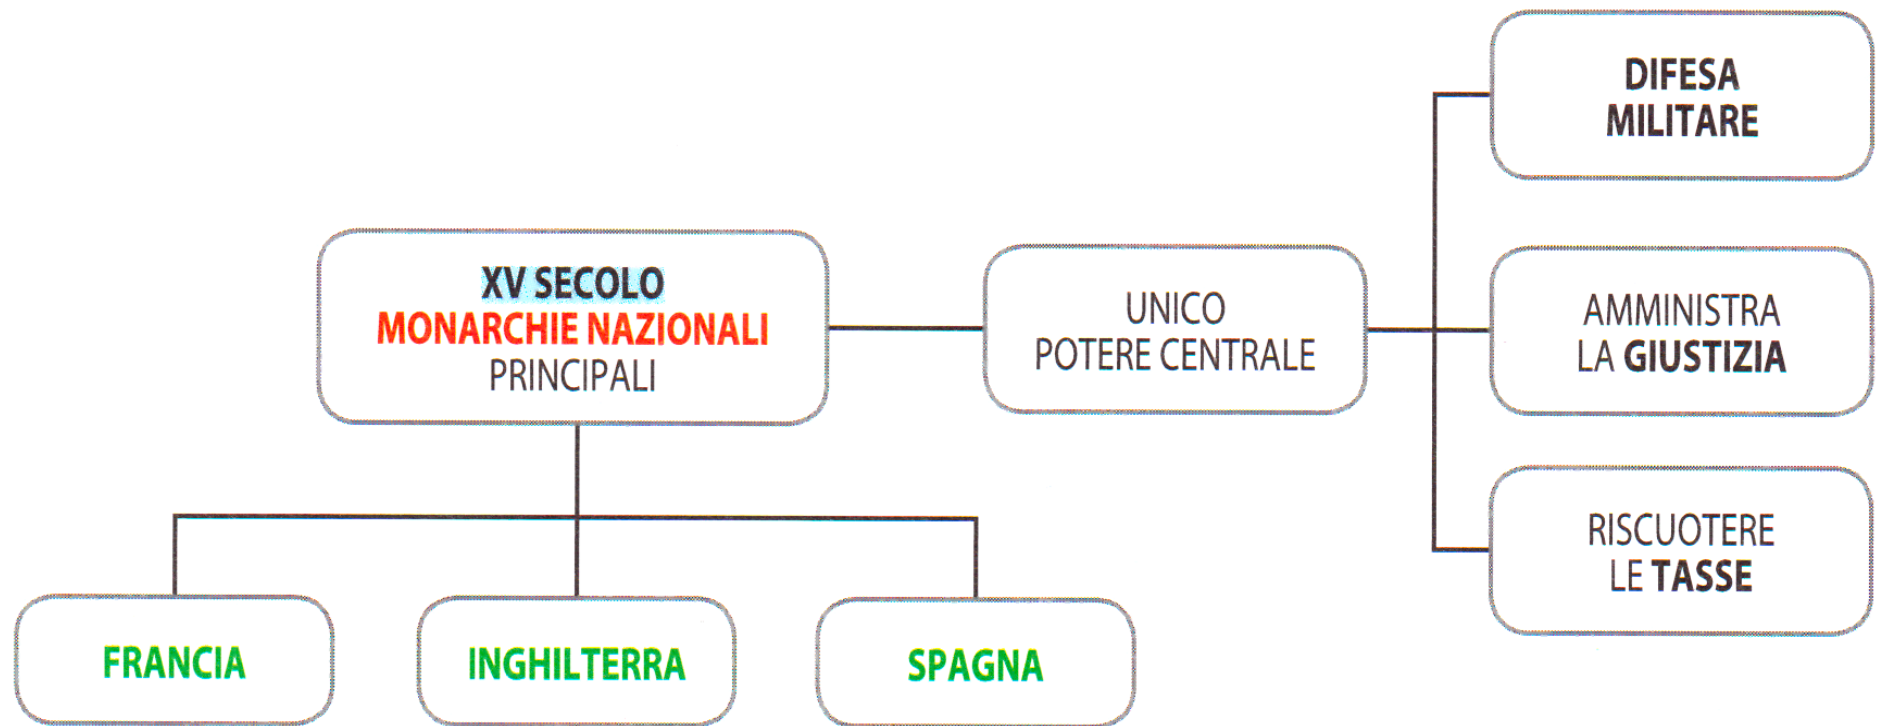 XV SECOLO
MONARCHIE NAZIONALI
PRINCIPALI
UNICO
POTERE CENTRALE
DIFESA
MILITARE
AMMINISTRA
LA GIUSTIZIA
RISCUOTERE
LE TASSE
FRANCIA
INGHILTERRA
SPAGNA